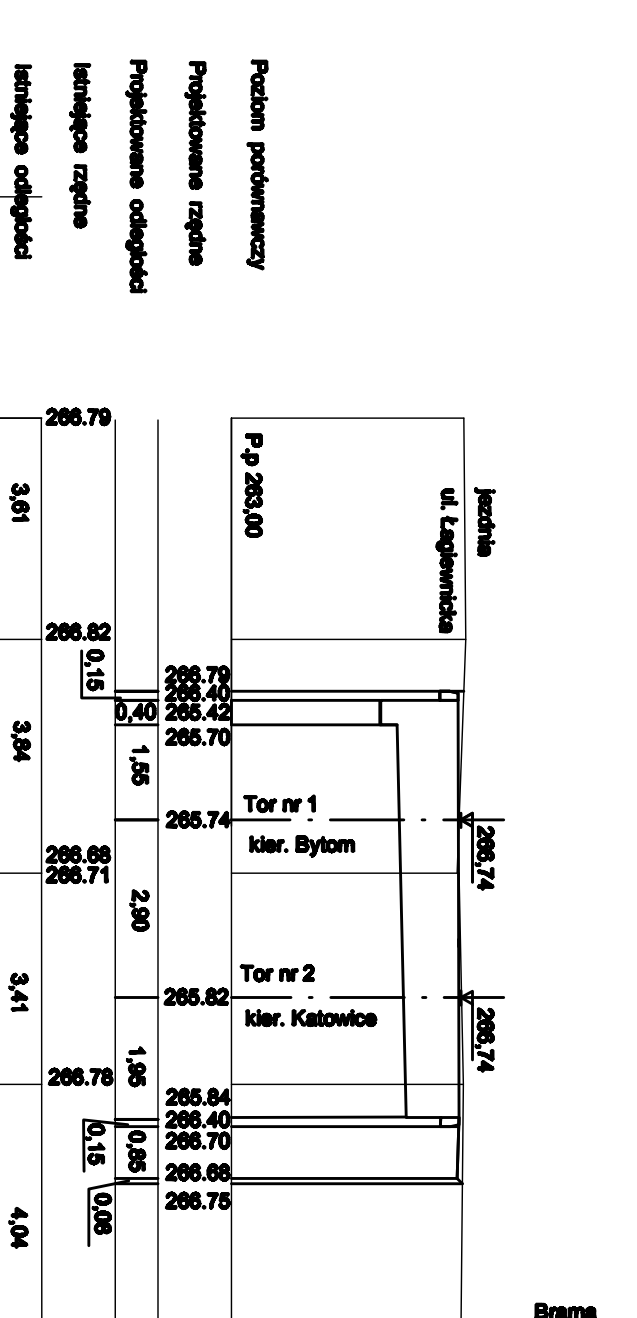 Poziom porównawczy
Projektowane rzędne
Projektowane odległości
Istniejące rzędne
Istniejące odległości
jezdnia
ul. Łagiewnicka
P.p 263,00
266.79
3,61
266.82
0,15
266.79
266.40
0,40
265.42
265.70
3,84
1,55
Tor nr 1
265.74
kier. Bytom
266,74
266.68
266.71
2,90
3,41
Tor nr 2
265.82
kier. Katowice
266,74
266.78
1,95
265.84
266.40
266.70
0,15
0,85
266.68
266.75
0,08
4,04
Brama